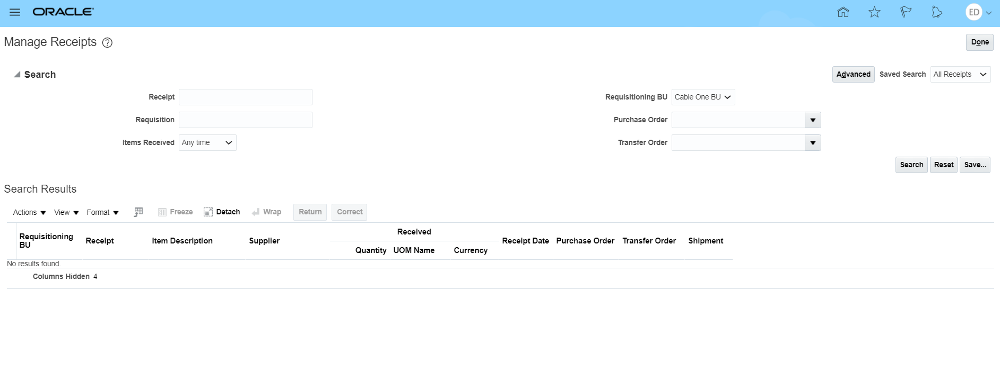 ORACLE
ED
Manage Receipts ?
Done
Search
Advanced Saved Search All Receipts
Receipt
Requisitioning BU Cable One BU
Requisition
Purchase Order
Items Received Any time
Transfer Order
Search Reset Save...
Search Results
Actions View Format Freeze Detach Wrap Return Correct
Received
Requisitioning
BU
Receipt Item Description Supplier Receipt Date Purchase Order Transfer Order Shipment
Quantity UOM Name Currency
No results found.
Columns Hidden 4